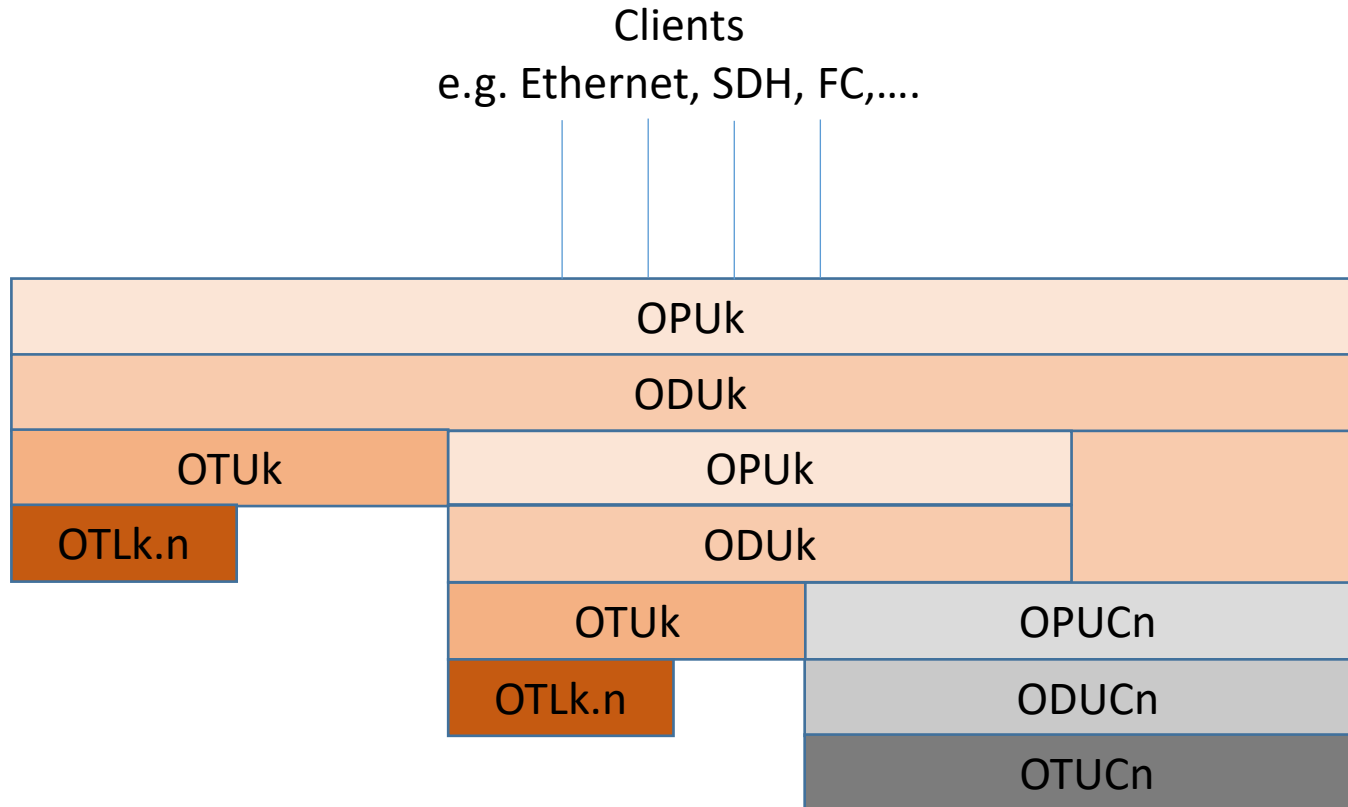 Clients
e.g. Ethernet, SDH, FC,....
OPUk
ODUk
OTUk
OPUk
OTLk.n
ODUk
OTUk
OPUCn
OTLk.n
ODUCn
OTUCn